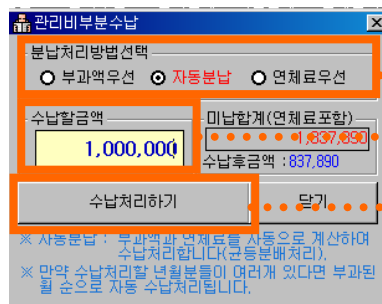 관리비부분수납
분납처리방법선택
부과액우선 자동분납 연체료우선
수납할금액
1,000,000
미납합계(연체료포함)
1,837,890
수납후금액 :837,890
수납처리하기
닫기
※ 자동분납 : 부과액과 연체료를 자동으로 계산하여
수납처리합니다(균등분배처리),
※ 만약 수납처리할 년월분들이 여러개 있다면 부과된
월 순으로 자동 수납처리됩니다.